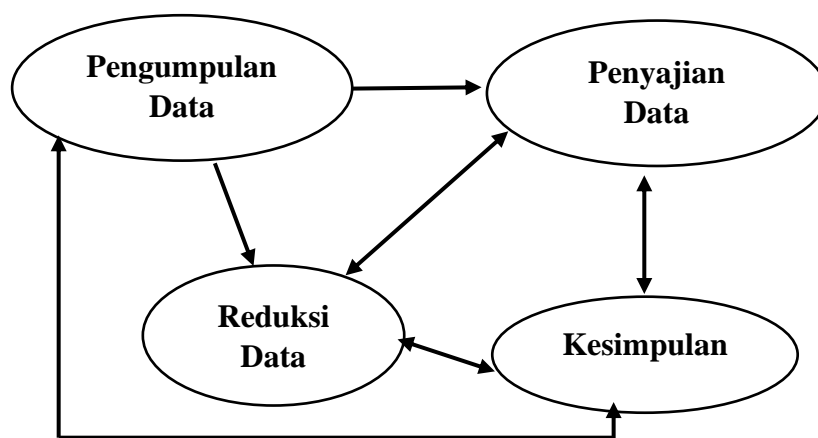 Pengumpulan
Data
Penyajian
Data
Reduksi
Data
Kesimpulan